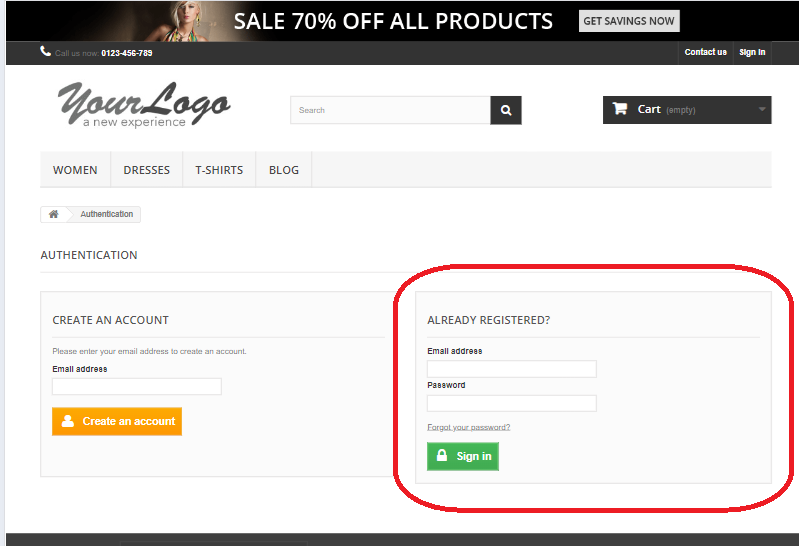 SALE 70% OFF ALL PRODUCTS GET SAVINGS NOW
Call us now: 0123-456-789 Contact us Sign in
YourLogo
a new experience
Search
Cart (empty)
WOMEN DRESSES T-SHIRTS BLOG
Authentication
AUTHENTICATION
CREATE AN ACCOUNT
Please enter your email address to create an account.
Email address
Create an account
ALREADY REGISTERED?
Email address
Password
Forgot your password?
Sign in